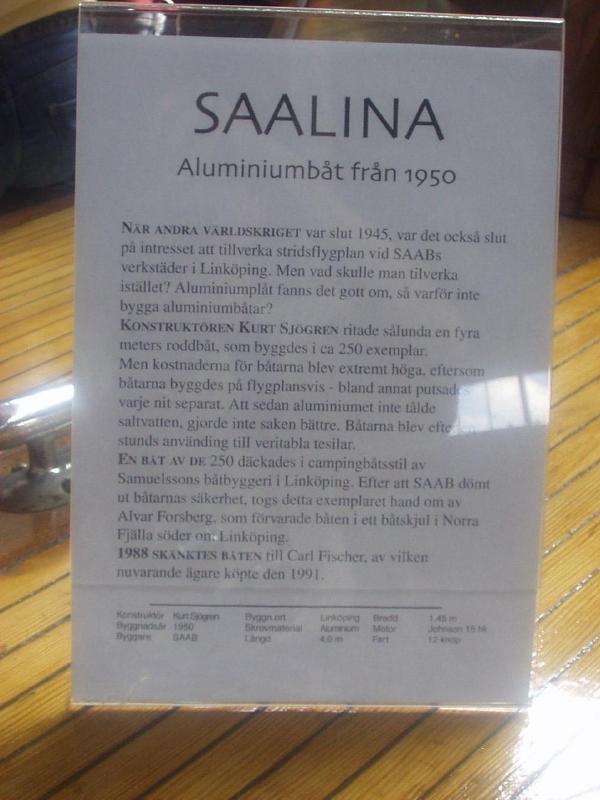 SAALINA
Aluminiumbåt från 1950
NÄR ANDRA VÄRLDSKRIGET var slut 1945, var det också slut
på intresset att tillverka stridsflygplan vid SAABs
verkstäder i Linköping. Men vad skulle man tilverka
istället? Aluminiumplåt fanns det gott om, så varför inte
bygga aluminiumbåtar?
KONSTRUKTÖREN KURT SJÖGREN ritade sålunda en fyra
meters roddbåt, som byggdes i ca 250 exemplar.
Men kostnaderna för båtarna blev extremt höga, eftersom
båtarna byggdes på flygplansvis - bland annat putsades
varje nit separat. Att sedan aluminiumet inte tålde
saltvatten, gjorde inte saken bättre. Båtarna blev efter en
stunds använding till veritabla tesilar.
EN BÅT AV DE 250 däckades i campingbåtsstil av
Samuelssons båtbyggeri i Linköping. Efter att SAAB dömt
ut båtarnas säkerhet, togs detta exemplaret hand om av
Alvar Forsberg, som förvarade båten i ett båtskjul i Norra
Fjälla söder om Linköping.
1988 SKÄNKTES BÅTEN till Carl Fischer, av vilken
nuvarande ägare köpte den 1991.
Konstruktör Kurt Sjögren Byggn.ort Linköping Bredd 1,45 m
Byggnadsår 1950 Skrovmaterial Aluminium Motor Johnson 15 hk
Byggare SAAB Längd 4,0 m Fart 12 knop